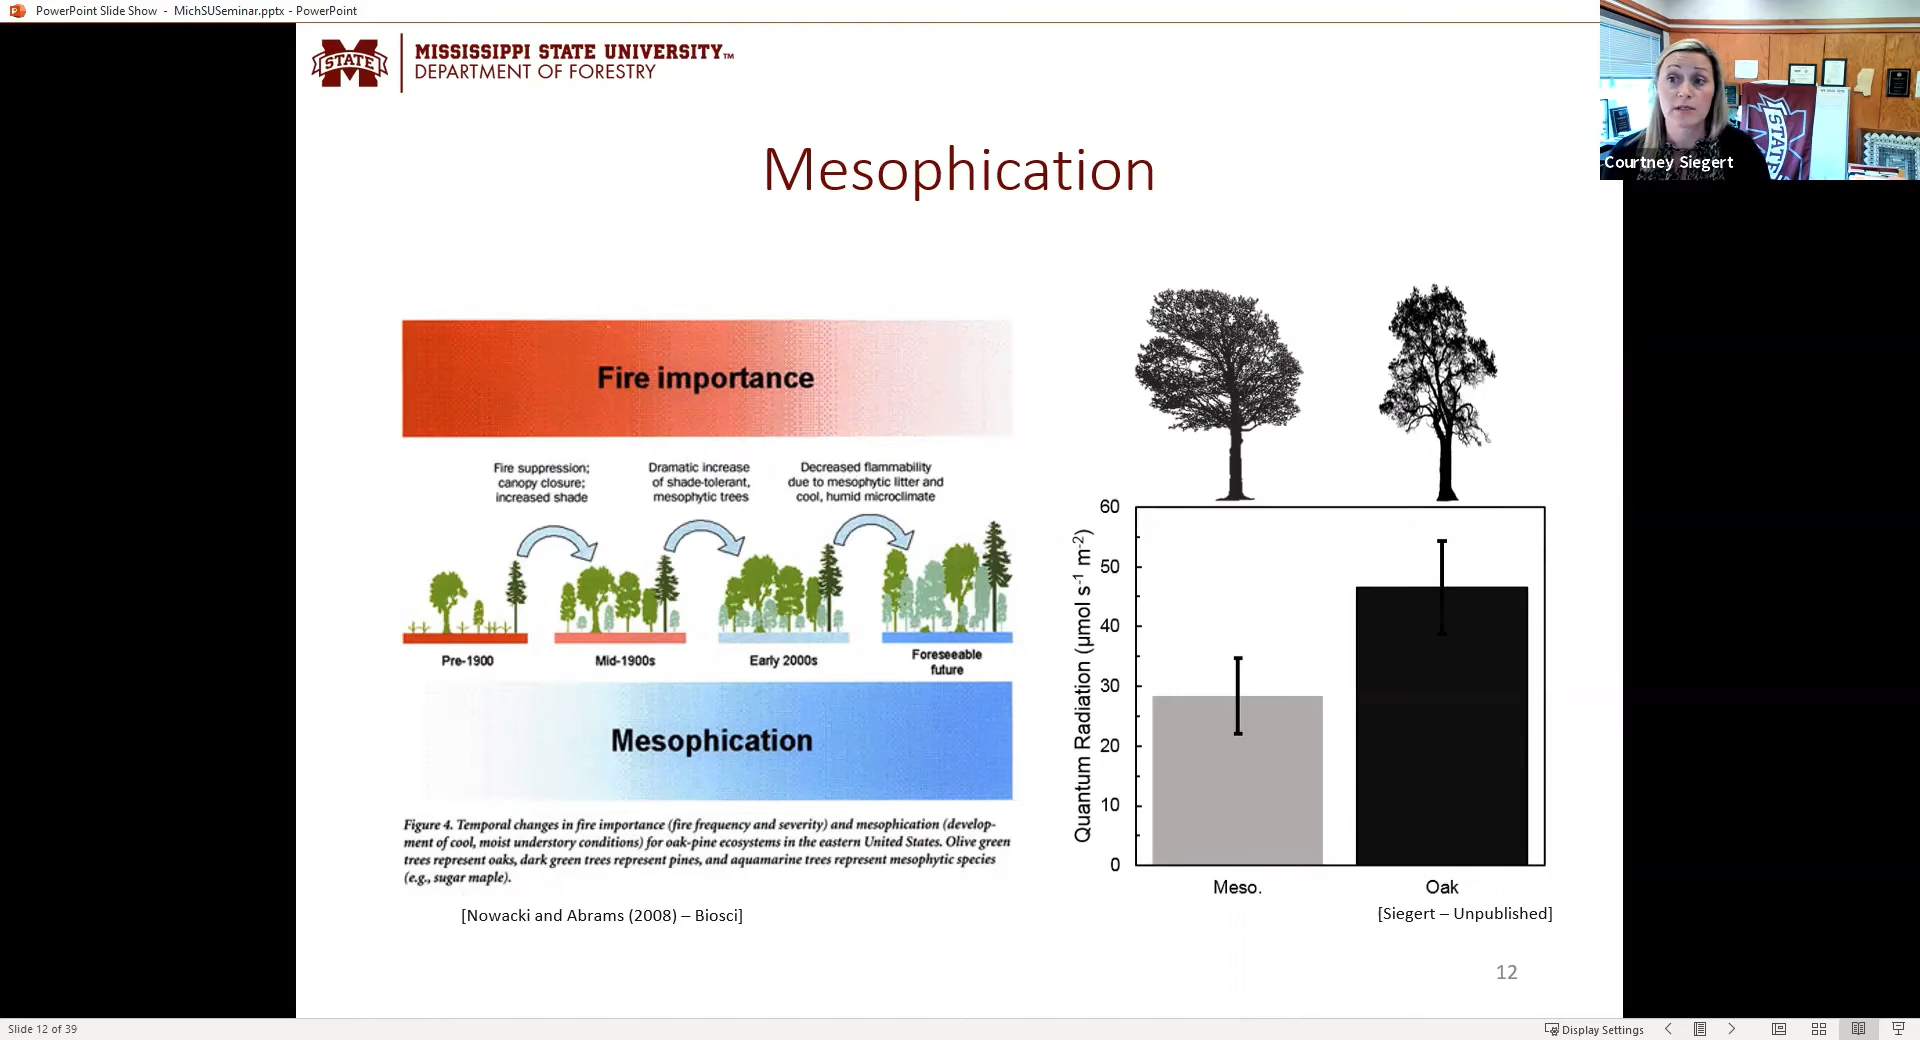 PowerPoint Slide Show - MichSUSeminar.pptx - PowerPoint
STATE
MISSISSIPPI STATE UNIVERSITY™
DEPARTMENT OF FORESTRY
STATE
Courtney Siegert
Mesophication
Fire importance
Fire suppression;
canopy closure;
increased shade
Dramatic increase
of shade-tolerant,
mesophytic trees
Decreased flammability
due to mesophytic litter and
cool, humid microclimate
Pre-1900
Mid-1900s
Early 2000s
Foreseeable
future
Mesophication
Figure 4. Temporal changes in fire importance (fire frequency and severity) and mesophication (develop-
ment of cool, moist understory conditions) for oak-pine ecosystems in the eastern United States. Olive green
trees represent oaks, dark green trees represent pines, and aquamarine trees represent mesophytic species
(e.g., sugar maple).
[Nowacki and Abrams (2008) – Biosci]
Quantum Radiation (µmol s⁻¹ m⁻²)
60
50
40
30
20
10
0
Meso.
Oak
[Siegert – Unpublished]
12
Slide 12 of 39
Display Settings